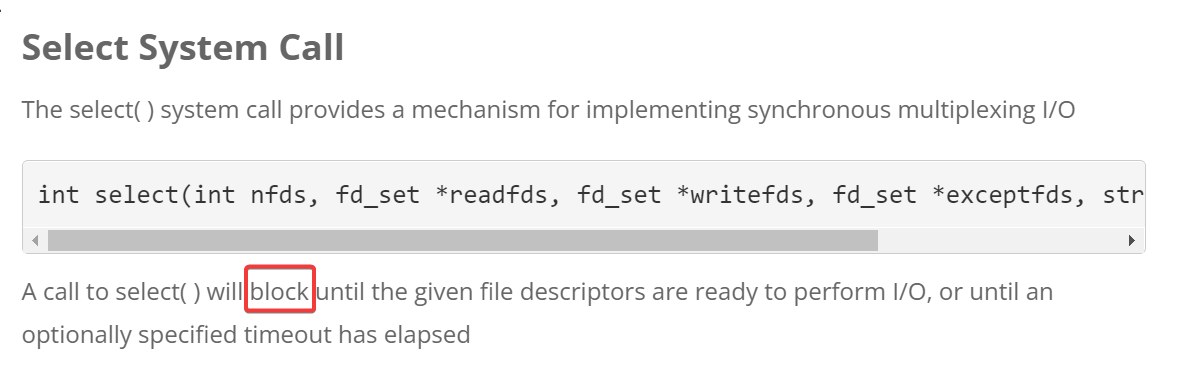 Select System Call
The select( ) system call provides a mechanism for implementing synchronous multiplexing I/O
int select(int nfds, fd_set *readfds, fd_set *writefds, fd_set *exceptfds, str
A call to select( ) will block until the given file descriptors are ready to perform I/O, or until an
optionally specified timeout has elapsed